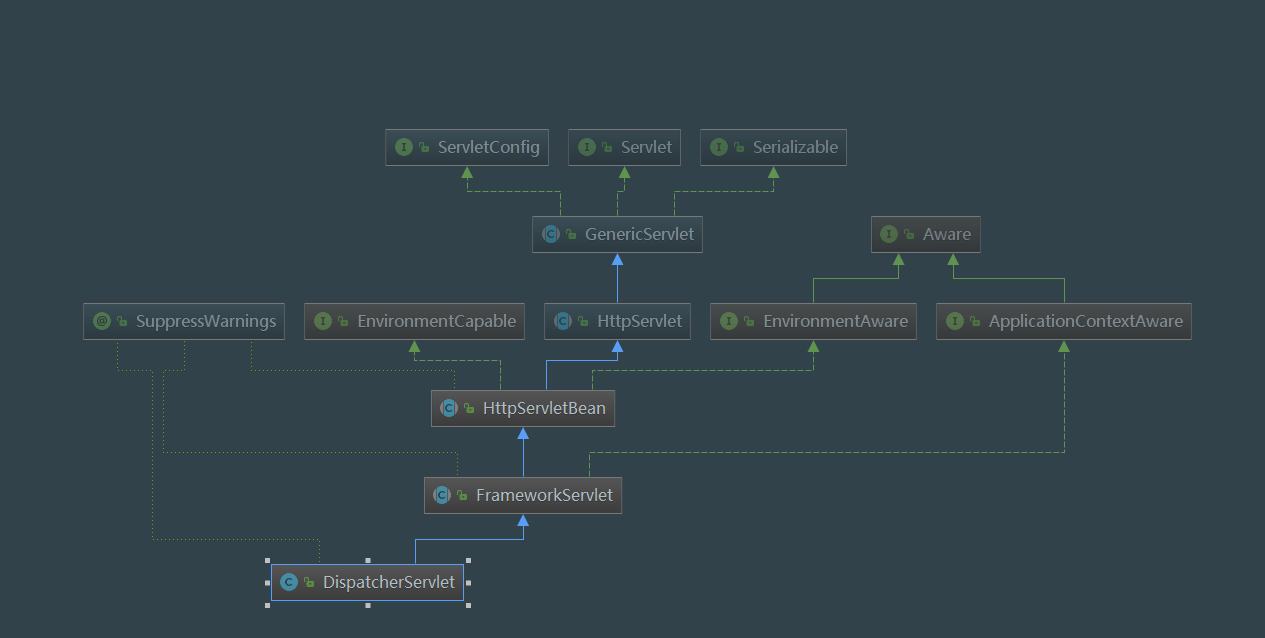 I ServletConfig
I Servlet
I Serializable
C GenericServlet
I Aware
@ SuppressWarnings
I EnvironmentCapable
C HttpServlet
I EnvironmentAware
I ApplicationContextAware
C HttpServletBean
C FrameworkServlet
C DispatcherServlet